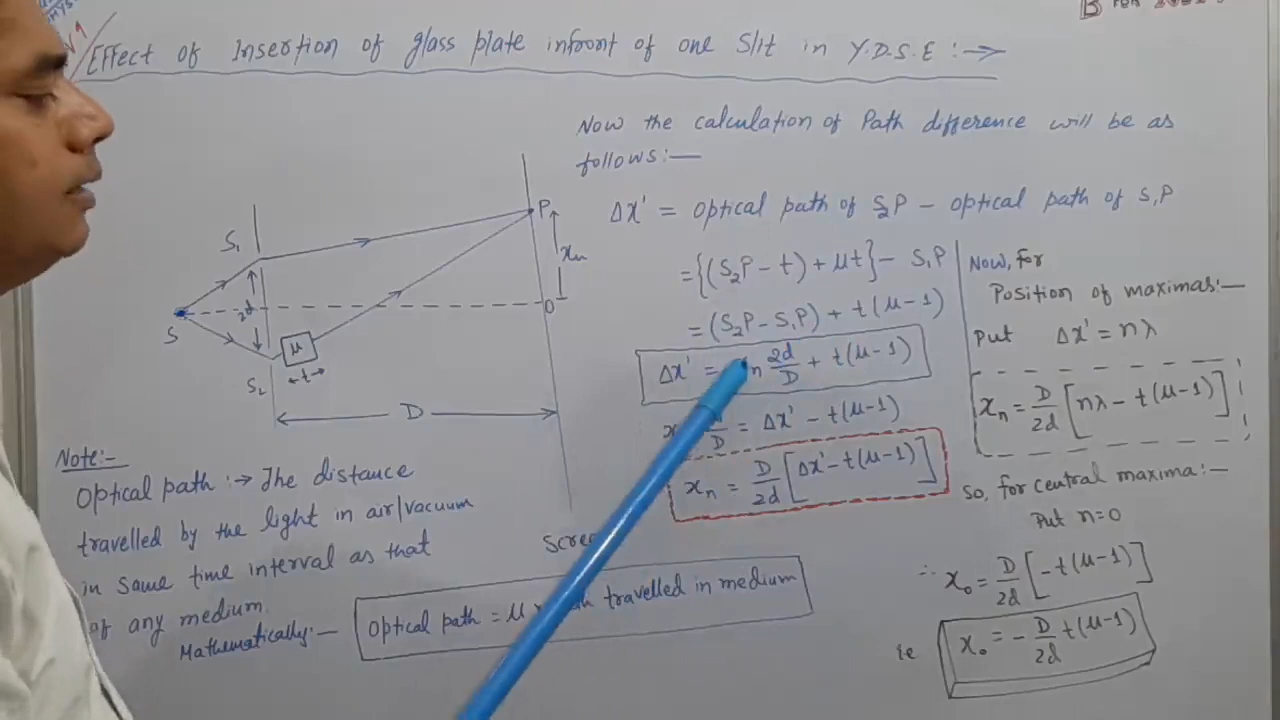 Effect of Insertion of glass plate infront of one Slit in Y.D.S.E :→
B FOR
Now the calculation of Path difference will be as
follows:—
Δx' = optical path of S₂P – optical path of S₁P
= {(S₂P – t) + μt} – S₁P
= (S₂P – S₁P) + t(μ-1)
Δx' = 2d/D + t(μ-1)
= Δx' – t(μ-1)
xₙ = D/2d [Δx' – t(μ-1)]
Now, for
Position of maximas:—
Put Δx' = nλ
xₙ = D/2d [nλ – t(μ-1)]
So, for central maxima:—
Put n=0
∴ x₀ = D/2d [-t(μ-1)]
ie x₀ = – D/2d t(μ-1)
S₁
P
xₙ
2d
S
O
μ
t
S₂
D
Note:-
Optical path :→ The distance
travelled by the light in air/vacuum
in same time interval as that
of any medium.
Mathematically:—
Optical path = μ travelled in medium